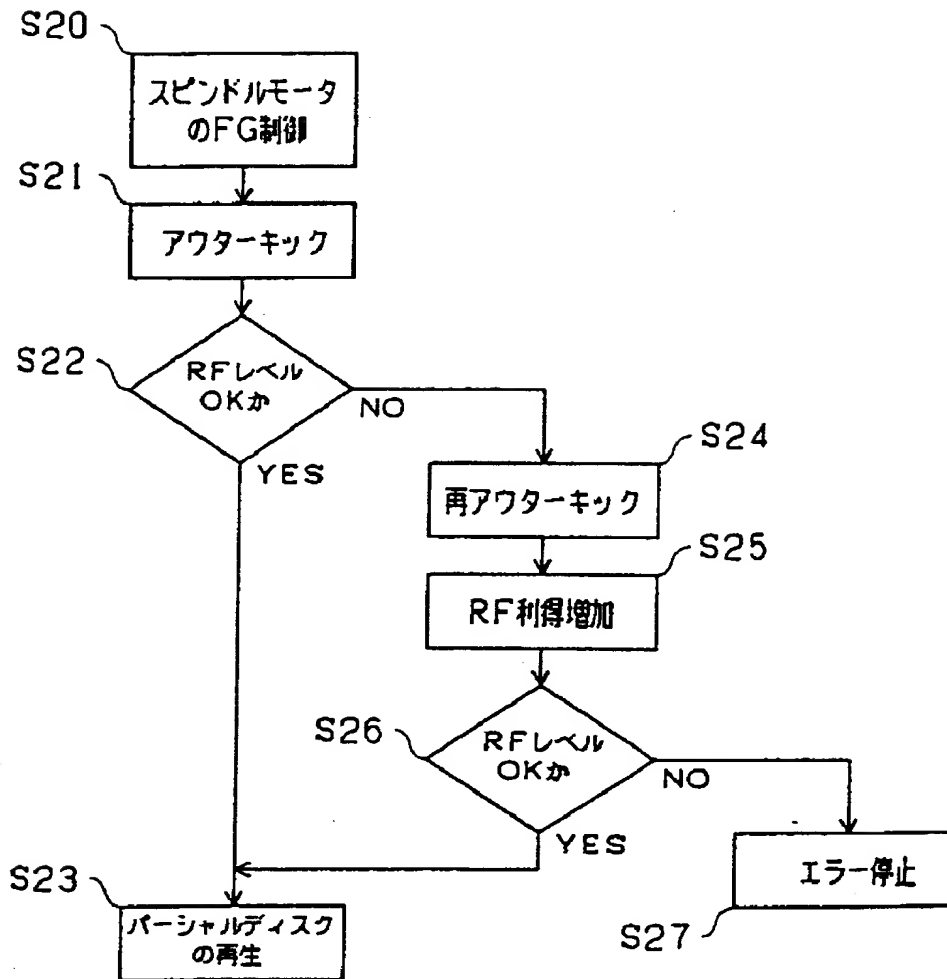 S20
スピンドルモータ
のFG制御
S21
アウターキック
S22
RFレベル
OKか
NO
YES
S24
再アウターキック
S25
RF利得増加
S26
RFレベル
OKか
NO
YES
S23
パーシャルディスク
の再生
エラー停止
S27